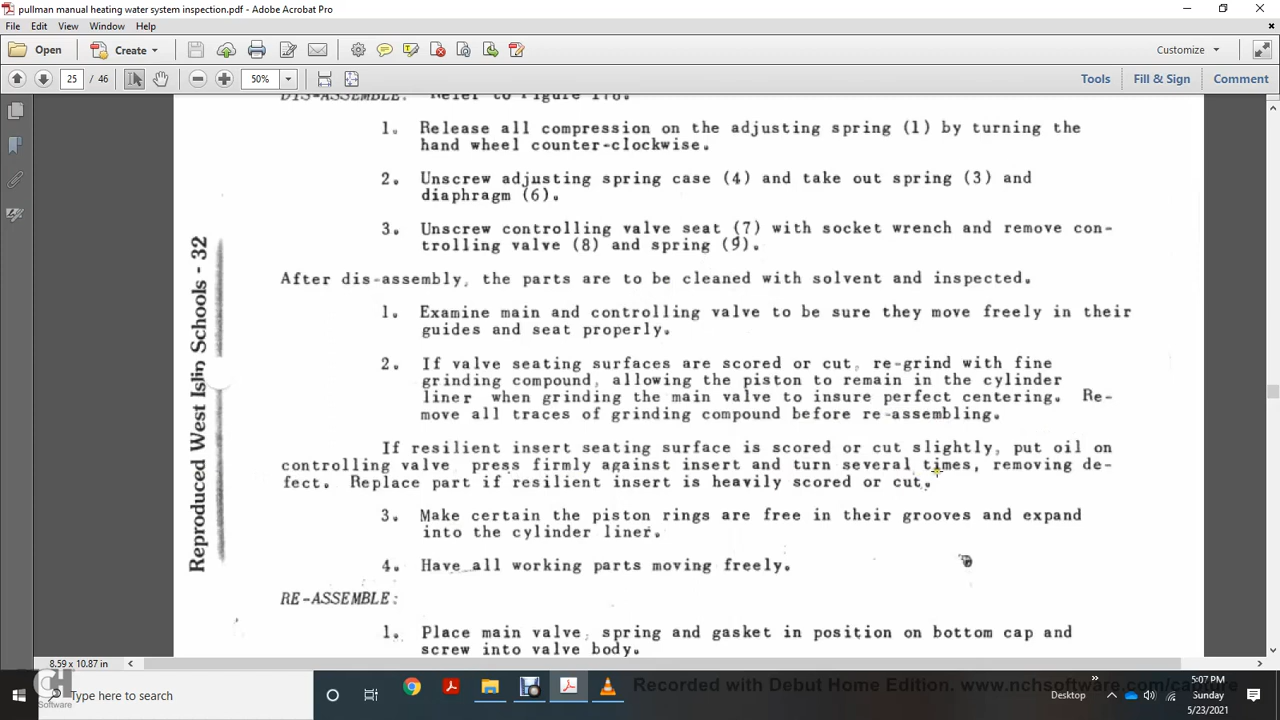 pullman manual heating water system inspection.pdf - Adobe Acrobat Pro
File Edit View Window Help
Open Create Customize
25 / 46 50% Tools Fill & Sign Comment
DIS-ASSEMBLE: Refer to Figure 178.
1. Release all compression on the adjusting spring (1) by turning the
hand wheel counter-clockwise.
2. Unscrew adjusting spring case (4) and take out spring (3) and
diaphragm (6).
3. Unscrew controlling valve seat (7) with socket wrench and remove con-
trolling valve (8) and spring (9).
After dis-assembly, the parts are to be cleaned with solvent and inspected.
1. Examine main and controlling valve to be sure they move freely in their
guides and seat properly.
2. If valve seating surfaces are scored or cut, re-grind with fine
grinding compound, allowing the piston to remain in the cylinder
liner when grinding the main valve to insure perfect centering. Re-
move all traces of grinding compound before re-assembling.
If resilient insert seating surface is scored or cut slightly, put oil on
controlling valve press firmly against insert and turn several times, removing de-
fect. Replace part if resilient insert is heavily scored or cut.
3. Make certain the piston rings are free in their grooves and expand
into the cylinder liner.
4. Have all working parts moving freely.
RE-ASSEMBLE:
1. Place main valve, spring and gasket in position on bottom cap and
screw into valve body.
Reproduced West Islip Schools - 32
8.59 x 10.87 in
NCH Software
Type here to search
Recorded with Debut Home Edition. www.nchsoftware.com/capture
Desktop
5:07 PM
Sunday
5/23/2021